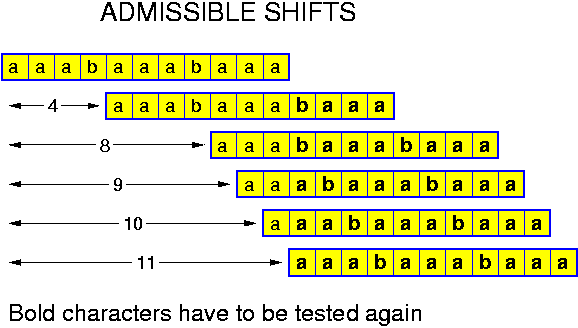 ADMISSIBLE SHIFTS
a a a b a a a b a a a
4 a a a b a a a b a a a
8 a a a b a a a b a a a
9 a a a b a a a b a a a
10 a a a b a a a b a a a
11 a a a b a a a b a a a
Bold characters have to be tested again